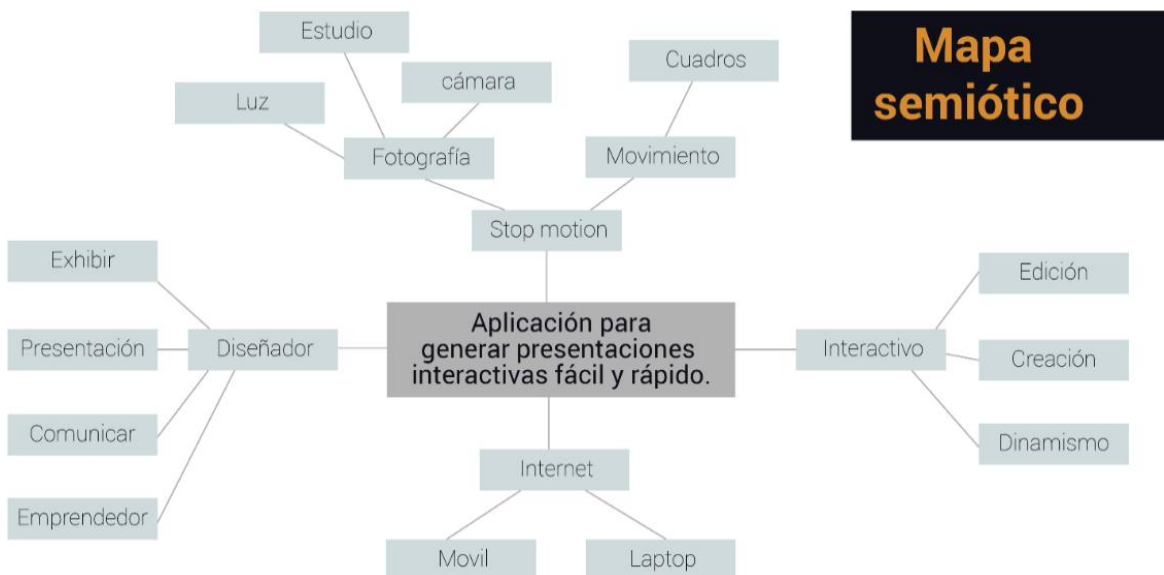 Mapa
semiótico
Estudio
Luz
cámara
Cuadros
Fotografía
Movimiento
Stop motion
Exhibir
Presentación
Diseñador
Comunicar
Emprendedor
Aplicación para
generar presentaciones
interactivas fácil y rápido.
Interactivo
Edición
Creación
Dinamismo
Internet
Movil
Laptop